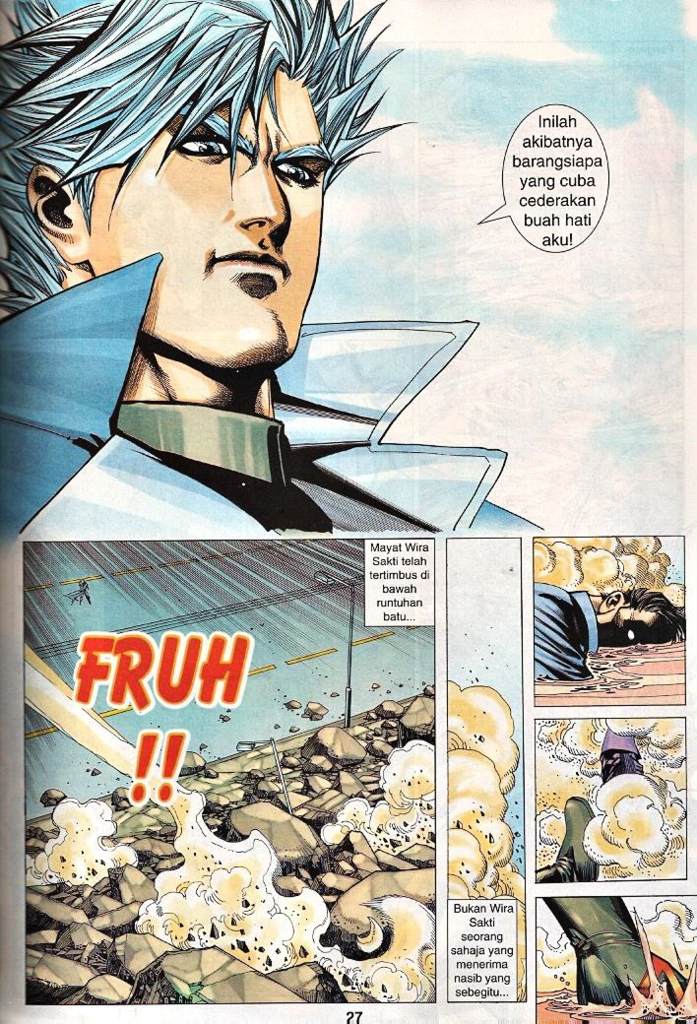 Inilah
akibatnya
barangsiapa
yang cuba
cederakan
buah hati
aku!
Mayat Wira
Sakti telah
tertimbus di
bawah
runtuhan
batu...
FRUH
!!
Bukan Wira
Sakti
seorang
sahaja yang
menerima
nasib yang
sebegitu...
27